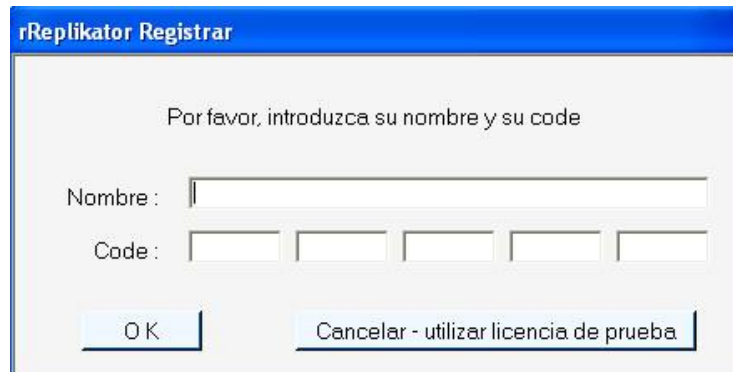 rReplikator Registrar
Por favor, introduzca su nombre y su code
Nombre :
Code :
OK
Cancelar - utilizar licencia de prueba